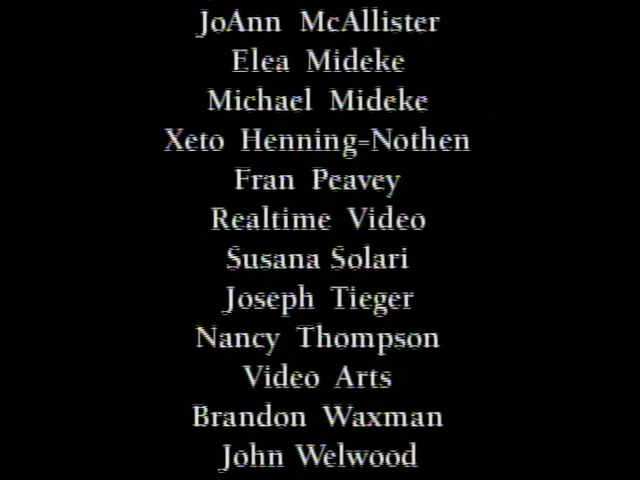 JoAnn McAllister
Elea Mideke
Michael Mideke
Xeto Henning=Nothen
Fran Peavey
Realtime Video
Susana Solari
Joseph Tieger
Nancy Thompson
Video Arts
Brandon Waxman
John Welwood